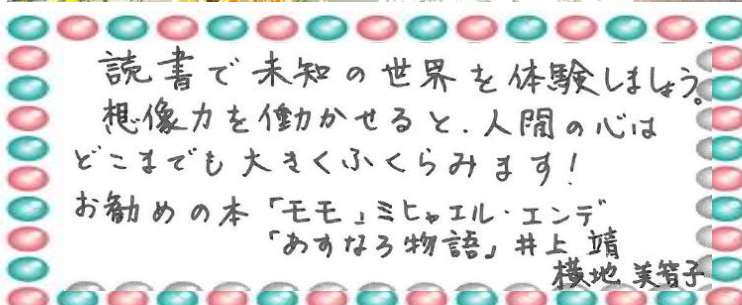 読書で未知の世界を体験しましょう。
想像力を働かせると、人間の心は
どこまでも大きくふくらみます!
お勧めの本「モモ」ミヒャエル・エンデ
「あすなろ物語」井上 靖
横地 美智子